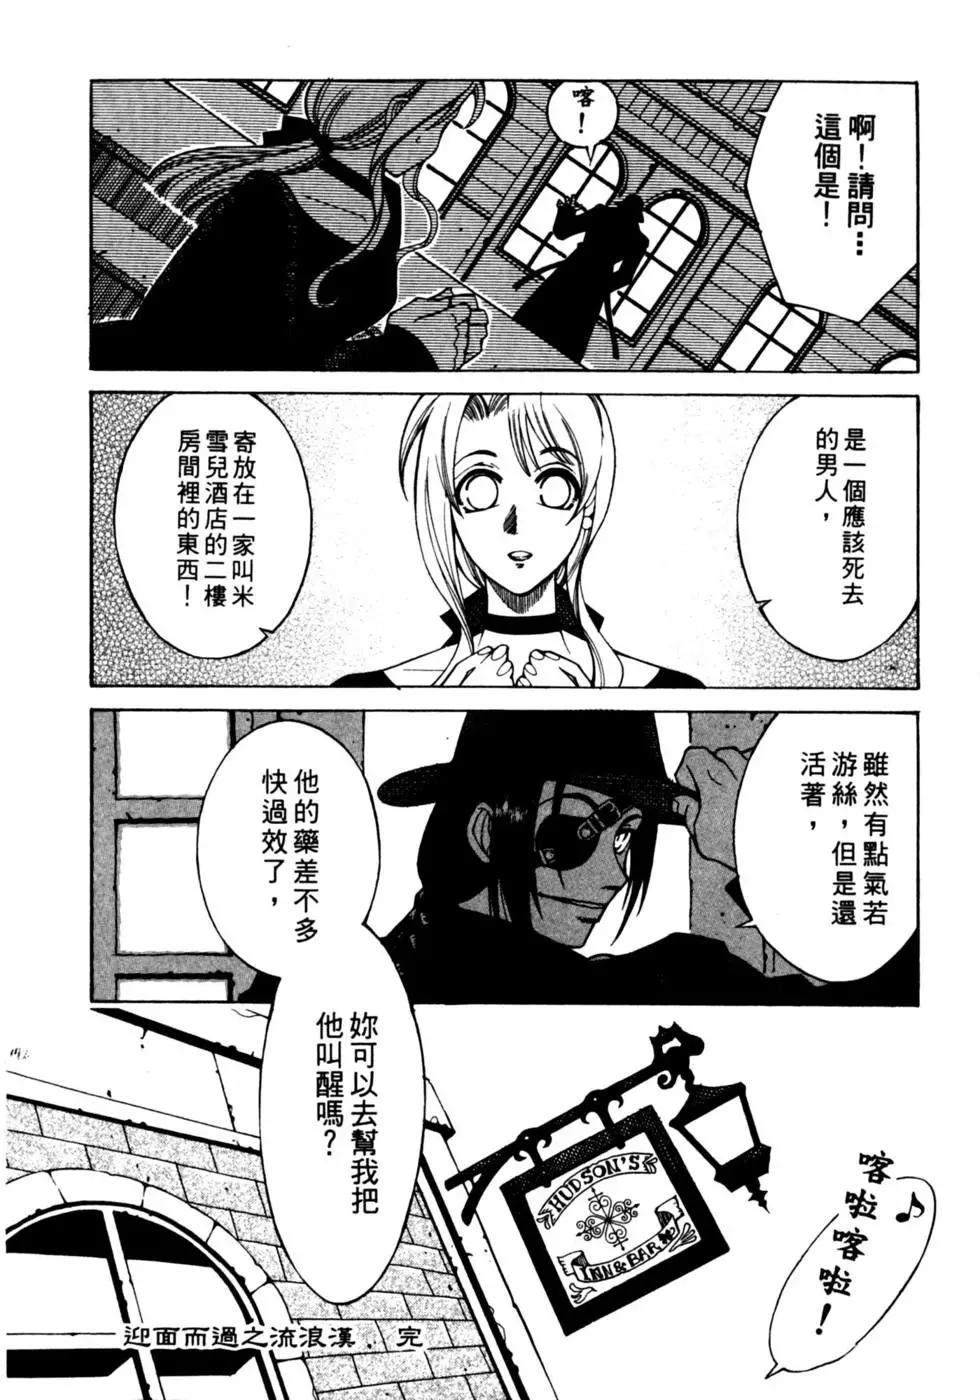 啊！請問…
這個是！
喀！
是一個應該死去
的男人，
寄放在一家叫米
雪兒酒店的二樓
房間裡的東西！
雖然有點氣若
游絲，但是還
活著，
他的藥差不多
快過效了，
妳可以去幫我把
他叫醒嗎？
HUDSON'S
INN & BAR
喀啦喀啦！
迎面而過之流浪漢．完